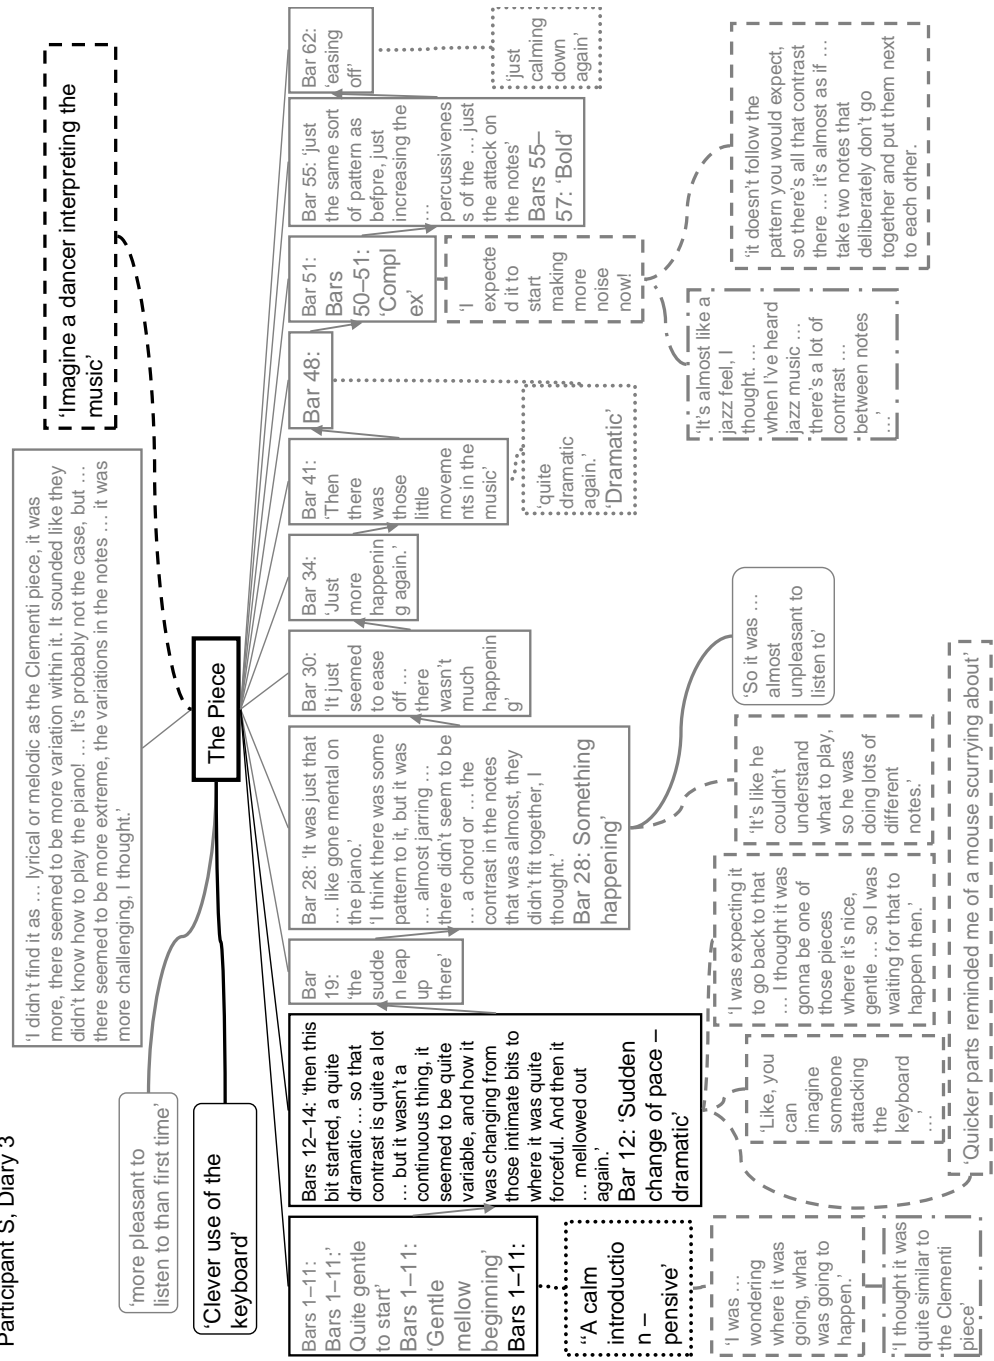 Participant S, Diary 3
'more pleasant to
listen to than first time'
'Clever use of the
keyboard'
'I didn't find it as … lyrical or melodic as the Clementi piece, it was
more, there seemed to be more variation within it. It sounded like they
didn't know how to play the piano! … It's probably not the case, but …
there seemed to be more extreme, the variations in the notes … it was
more challenging, I thought.'
'Imagine a dancer interpreting the
music'
The Piece
Bars 1–11:
Bars 1–11:'
Quite gentle
to start'
Bars 1–11:
'Gentle
mellow
beginning'
Bars 1–11:
Bars 12–14: 'then this
bit started, a quite
dramatic … so that
contrast is quite a lot
… but it wasn't a
continuous thing, it
seemed to be quite
variable, and how it
was changing from
those intimate bits to
where it was quite
forceful. And then it
… mellowed out
again.'
Bar 12: 'Sudden
change of pace –
dramatic'
Bar
19:
'the
sudde
n leap
up
there'
Bar 28: 'It was just that
… like gone mental on
the piano.'
'I think there was some
pattern to it, but it was
… almost jarring …
there didn't seem to be
… a chord or … the
contrast in the notes
that was almost, they
didn't fit together, I
thought.'
Bar 28: Something
happening'
Bar 30:
'It just
seemed
to ease
off …
there
wasn't
much
happenin
g'
Bar 34:
'Just
more
happenin
g again.'
Bar 41:
'Then
there
was
those
little
moveme
nts in the
music'
Bar 48:
Bar 51:
Bars
50–51:
'Compl
ex'
Bar 55: 'just
the same sort
of pattern as
befpre, just
increasing the
…
percussivenes
s of the … just
the attack on
the notes'
Bars 55–
57: 'Bold'
Bar 62:
'easing
off'
"A calm
introductio
n –
pensive'
'I was …
wondering
where it was
going, what
was going to
happen.'
'I thought it was
quite similar to
the Clementi
piece'
'Like, you
can
imagine
someone
attacking
the
keyboard
…'
'I was expecting it
to go back to that
… I thought it was
gonna be one of
those pieces
where it's nice,
gentle … so I was
waiting for that to
happen then.'
'Quicker parts reminded me of a mouse scurrying about'
'It's like he
couldn't
understand
what to play,
so he was
doing lots of
different
notes.'
'So it was …
almost
unpleasant to
listen to'
'quite
dramatic
again.'
'Dramatic'
'I
expecte
d it to
start
making
more
noise
now!
'It's almost like a
jazz feel, I
thought. …
when I've heard
jazz music …
there's a lot of
contrast …
between notes
…'
'it doesn't follow the
pattern you would expect,
so there's all that contrast
there … it's almost as if …
take two notes that
deliberately don't go
together and put them next
to each other.
'just
calming
down
again'